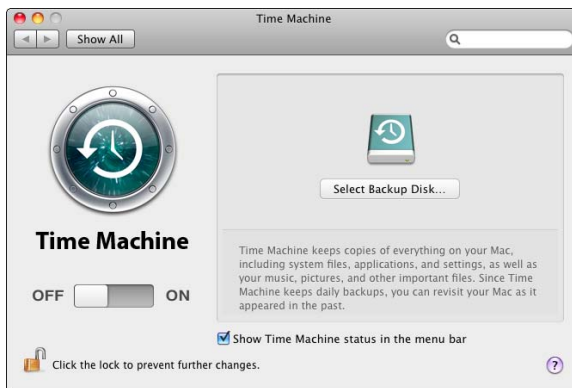 Time Machine
Show All
Select Backup Disk...
Time Machine
Time Machine keeps copies of everything on your Mac,
including system files, applications, and settings, as well as
your music, pictures, and other important files. Since Time
Machine keeps daily backups, you can revisit your Mac as it
appeared in the past.
OFF ON
Show Time Machine status in the menu bar
Click the lock to prevent further changes.
?